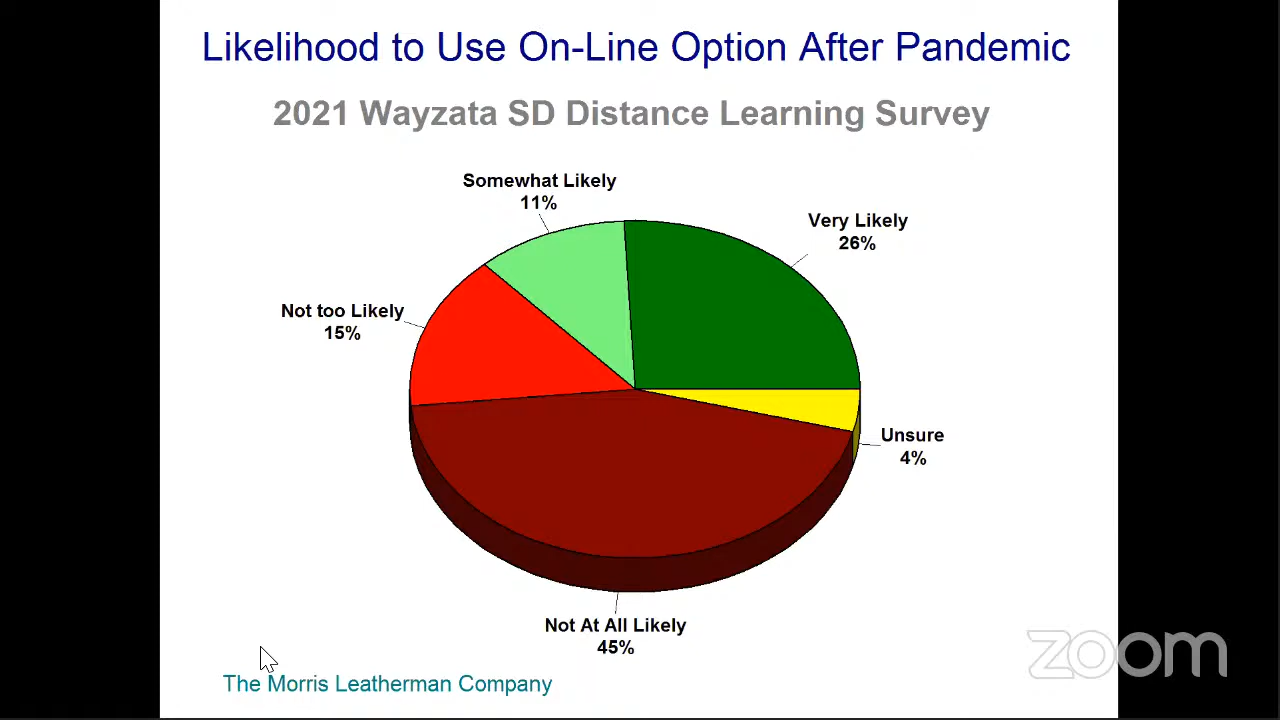 Likelihood to Use On-Line Option After Pandemic
2021 Wayzata SD Distance Learning Survey
Somewhat Likely
11%
Very Likely
26%
Not too Likely
15%
Unsure
4%
Not At All Likely
45%
The Morris Leatherman Company
zoom